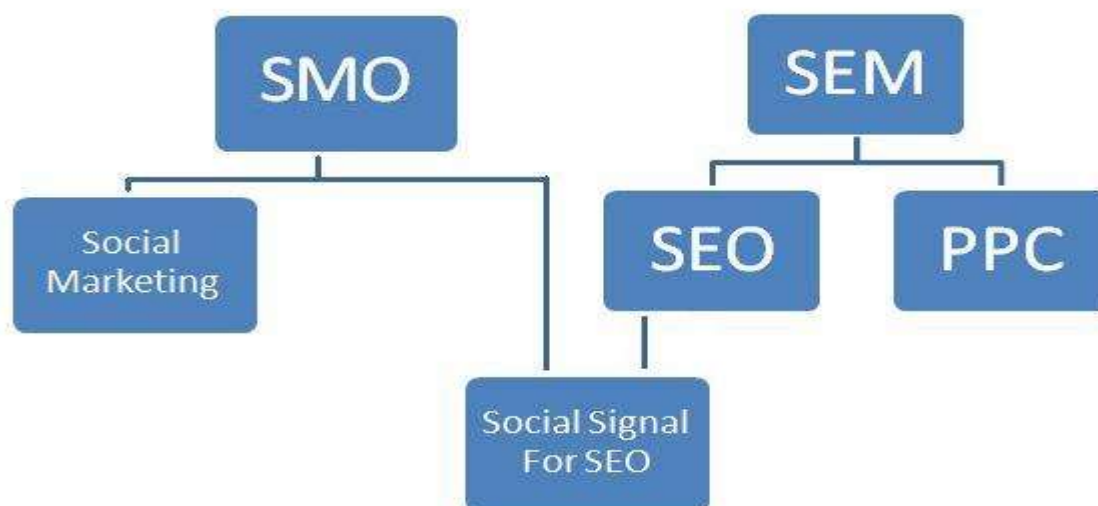 SMO
SEM
Social
Marketing
SEO
PPC
Social Signal
For SEO